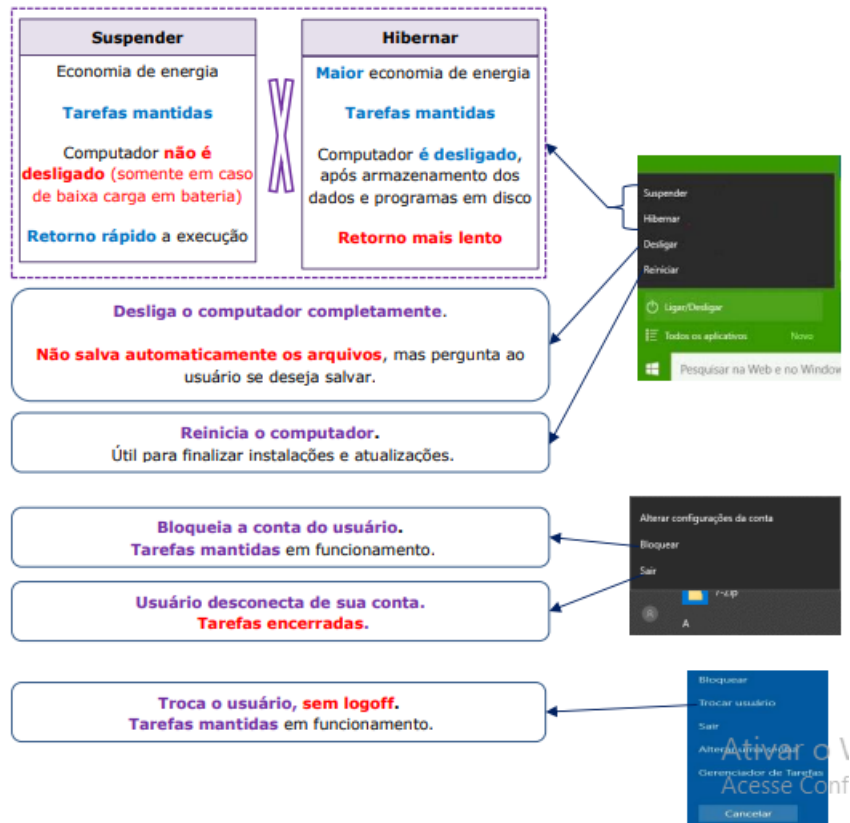 Suspender
Economia de energia
Tarefas mantidas
Computador não é
desligado (somente em caso
de baixa carga em bateria)
Retorno rápido a execução
Hibernar
Maior economia de energia
Tarefas mantidas
Computador é desligado,
após armazenamento dos
dados e programas em disco
Retorno mais lento
Suspender
Hibernar
Desligar
Reiniciar
Ligar/Desligar
Todos os aplicativos Novo
Pesquisar na Web e no Window
Desliga o computador completamente.
Não salva automaticamente os arquivos, mas pergunta ao
usuário se deseja salvar.
Reinicia o computador.
Útil para finalizar instalações e atualizações.
Bloqueia a conta do usuário.
Tarefas mantidas em funcionamento.
Usuário desconecta de sua conta.
Tarefas encerradas.
Alterar configurações da conta
Bloquear
Sair
7-Zip
A
Troca o usuário, sem logoff.
Tarefas mantidas em funcionamento.
Bloquear
Trocar usuário
Sair
Alterar uma senha
Gerenciador de Tarefas
Cancelar
Ativar o W
Acesse Conf